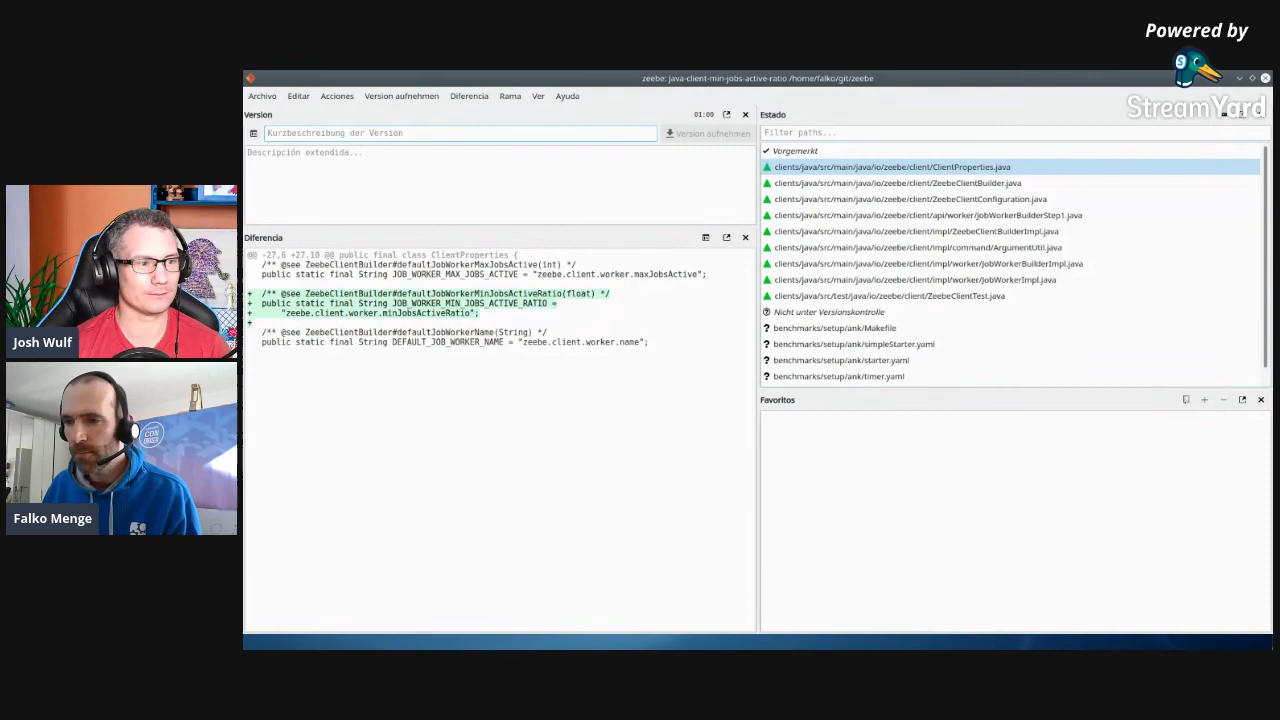 Powered by
StreamYard
zeebe: java-client-min-jobs-active-ratio /home/falko/git/zeebe
Archivo Editar Acciones Version aufnehmen Diferencia Rama Ver Ayuda
Version 01:00
Kurzbeschreibung der Version Version aufnehmen
Descripción extendida...
Diferencia
@@ -27,6 +27,10 @@ public final class ClientProperties {
/** @see ZeebeClientBuilder#defaultJobWorkerMaxJobsActive(int) */
public static final String JOB_WORKER_MAX_JOBS_ACTIVE = "zeebe.client.worker.maxJobsActive";
+ /** @see ZeebeClientBuilder#defaultJobWorkerMinJobsActiveRatio(float) */
+ public static final String JOB_WORKER_MIN_JOBS_ACTIVE_RATIO =
+ "zeebe.client.worker.minJobsActiveRatio";
+
/** @see ZeebeClientBuilder#defaultJobWorkerName(String) */
public static final String DEFAULT_JOB_WORKER_NAME = "zeebe.client.worker.name";
Estado
Filter paths...
Vorgemerkt
clients/java/src/main/java/io/zeebe/client/ClientProperties.java
clients/java/src/main/java/io/zeebe/client/ZeebeClientBuilder.java
clients/java/src/main/java/io/zeebe/client/ZeebeClientConfiguration.java
clients/java/src/main/java/io/zeebe/client/api/worker/JobWorkerBuilderStep1.java
clients/java/src/main/java/io/zeebe/client/impl/ZeebeClientBuilderImpl.java
clients/java/src/main/java/io/zeebe/client/impl/command/ArgumentUtil.java
clients/java/src/main/java/io/zeebe/client/impl/worker/JobWorkerBuilderImpl.java
clients/java/src/main/java/io/zeebe/client/impl/worker/JobWorkerImpl.java
clients/java/src/test/java/io/zeebe/client/ZeebeClientTest.java
Nicht unter Versionskontrolle
? benchmarks/setup/ank/Makefile
? benchmarks/setup/ank/simpleStarter.yaml
? benchmarks/setup/ank/starter.yaml
? benchmarks/setup/ank/timer.yaml
Favoritos
Josh Wulf
Falko Menge